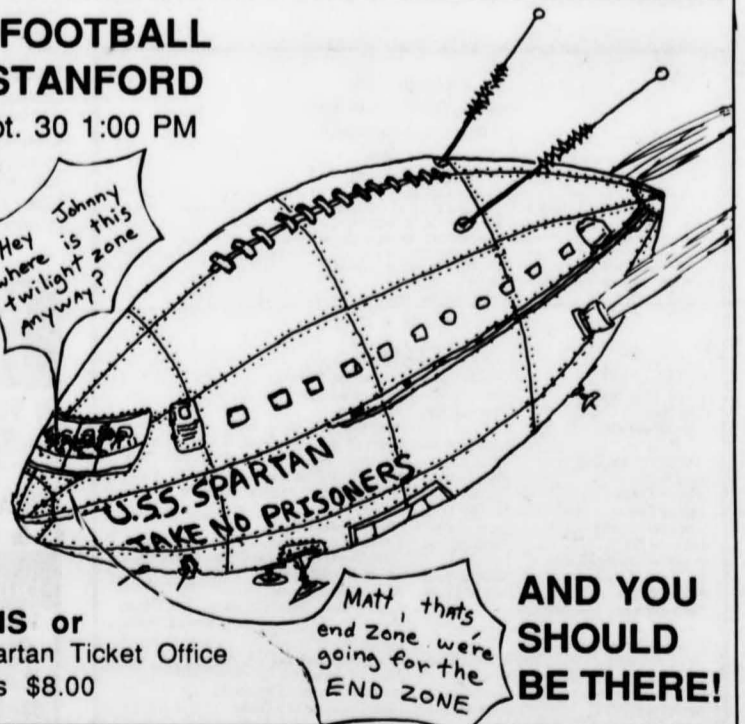 FOOTBALL
STANFORD
pt. 30 1:00 PM
Hey Johnny
where is this
twilight zone
Anyway?
U.S.S. SPARTAN
TAKE NO PRISONERS
MAtt, thats
end zone we're
going for the
END ZONE
AND YOU
SHOULD
BE THERE!
or
artan Ticket Office
$8.00